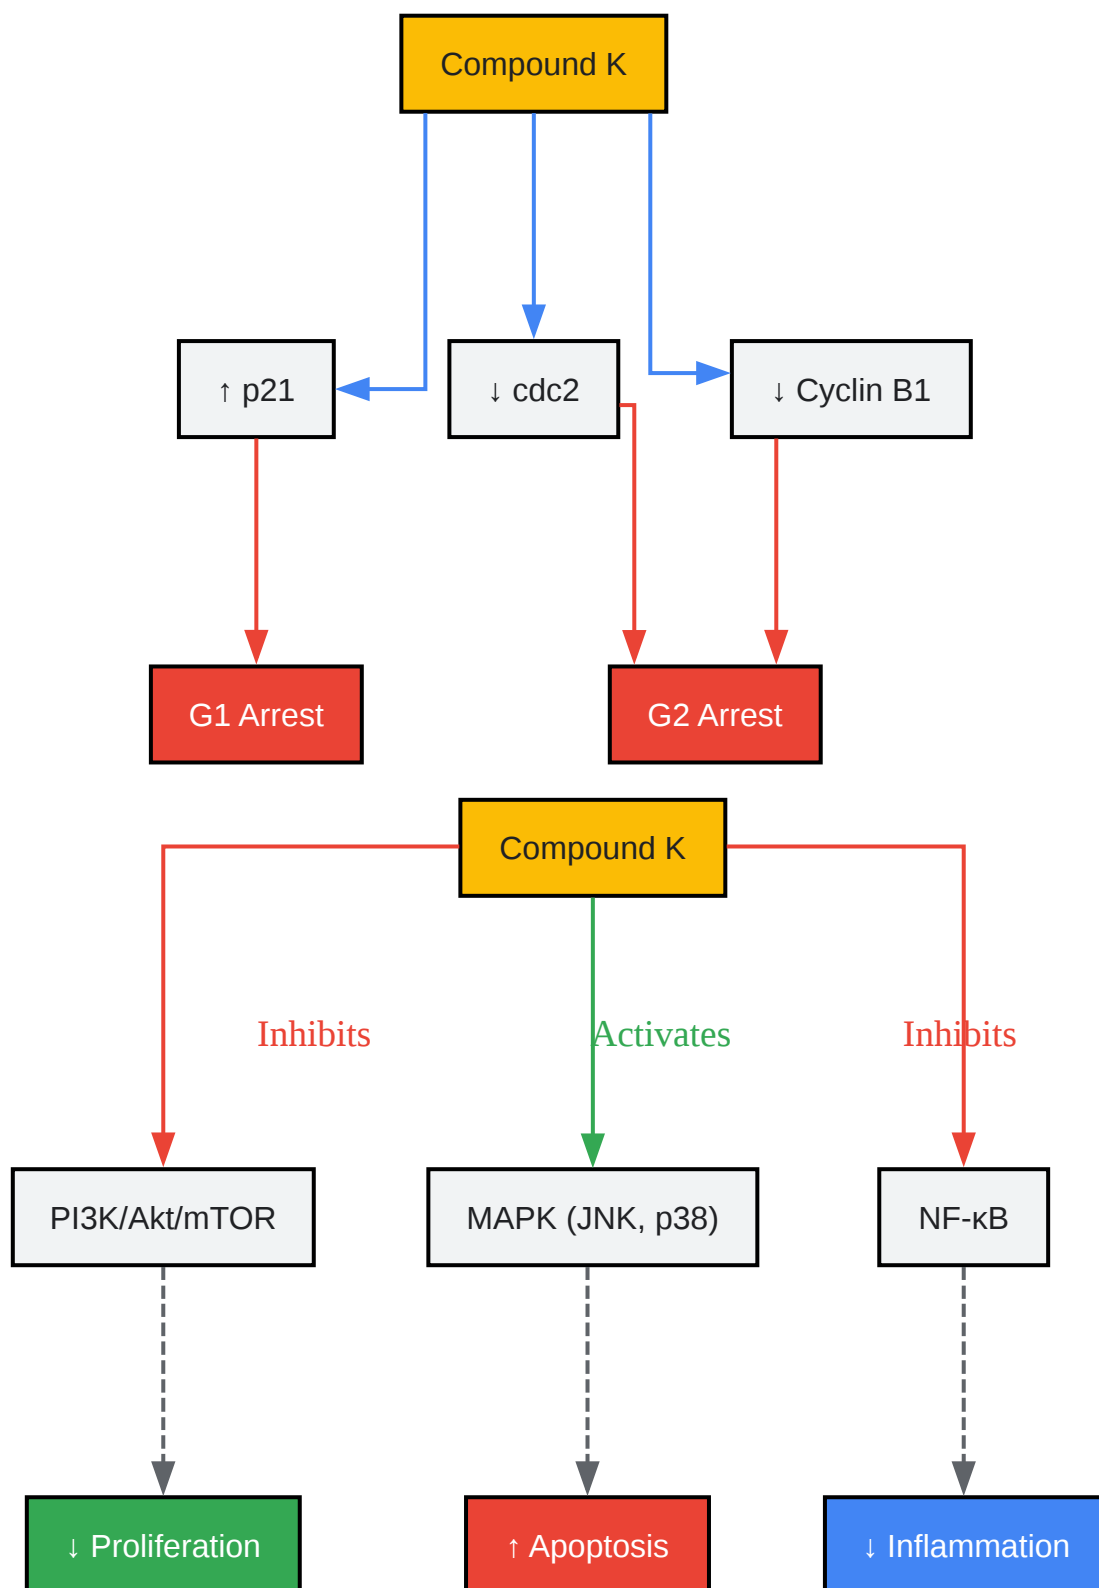 Compound K
↑ p21
↓ cdc2
↓ Cyclin B1
G1 Arrest
G2 Arrest
Compound K
Inhibits
Activates
Inhibits
PI3K/Akt/mTOR
MAPK (JNK, p38)
NF-κB
↓ Proliferation
↑ Apoptosis
↓ Inflammation